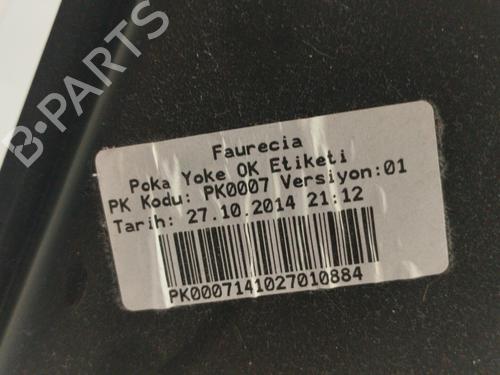 Faurecia
Poka Yoke OK Etiketi
PK Kodu: PK0007 Versiyon:01
Tarih: 27.10.2014 21:12
PK0007141027010884
B-PARTS